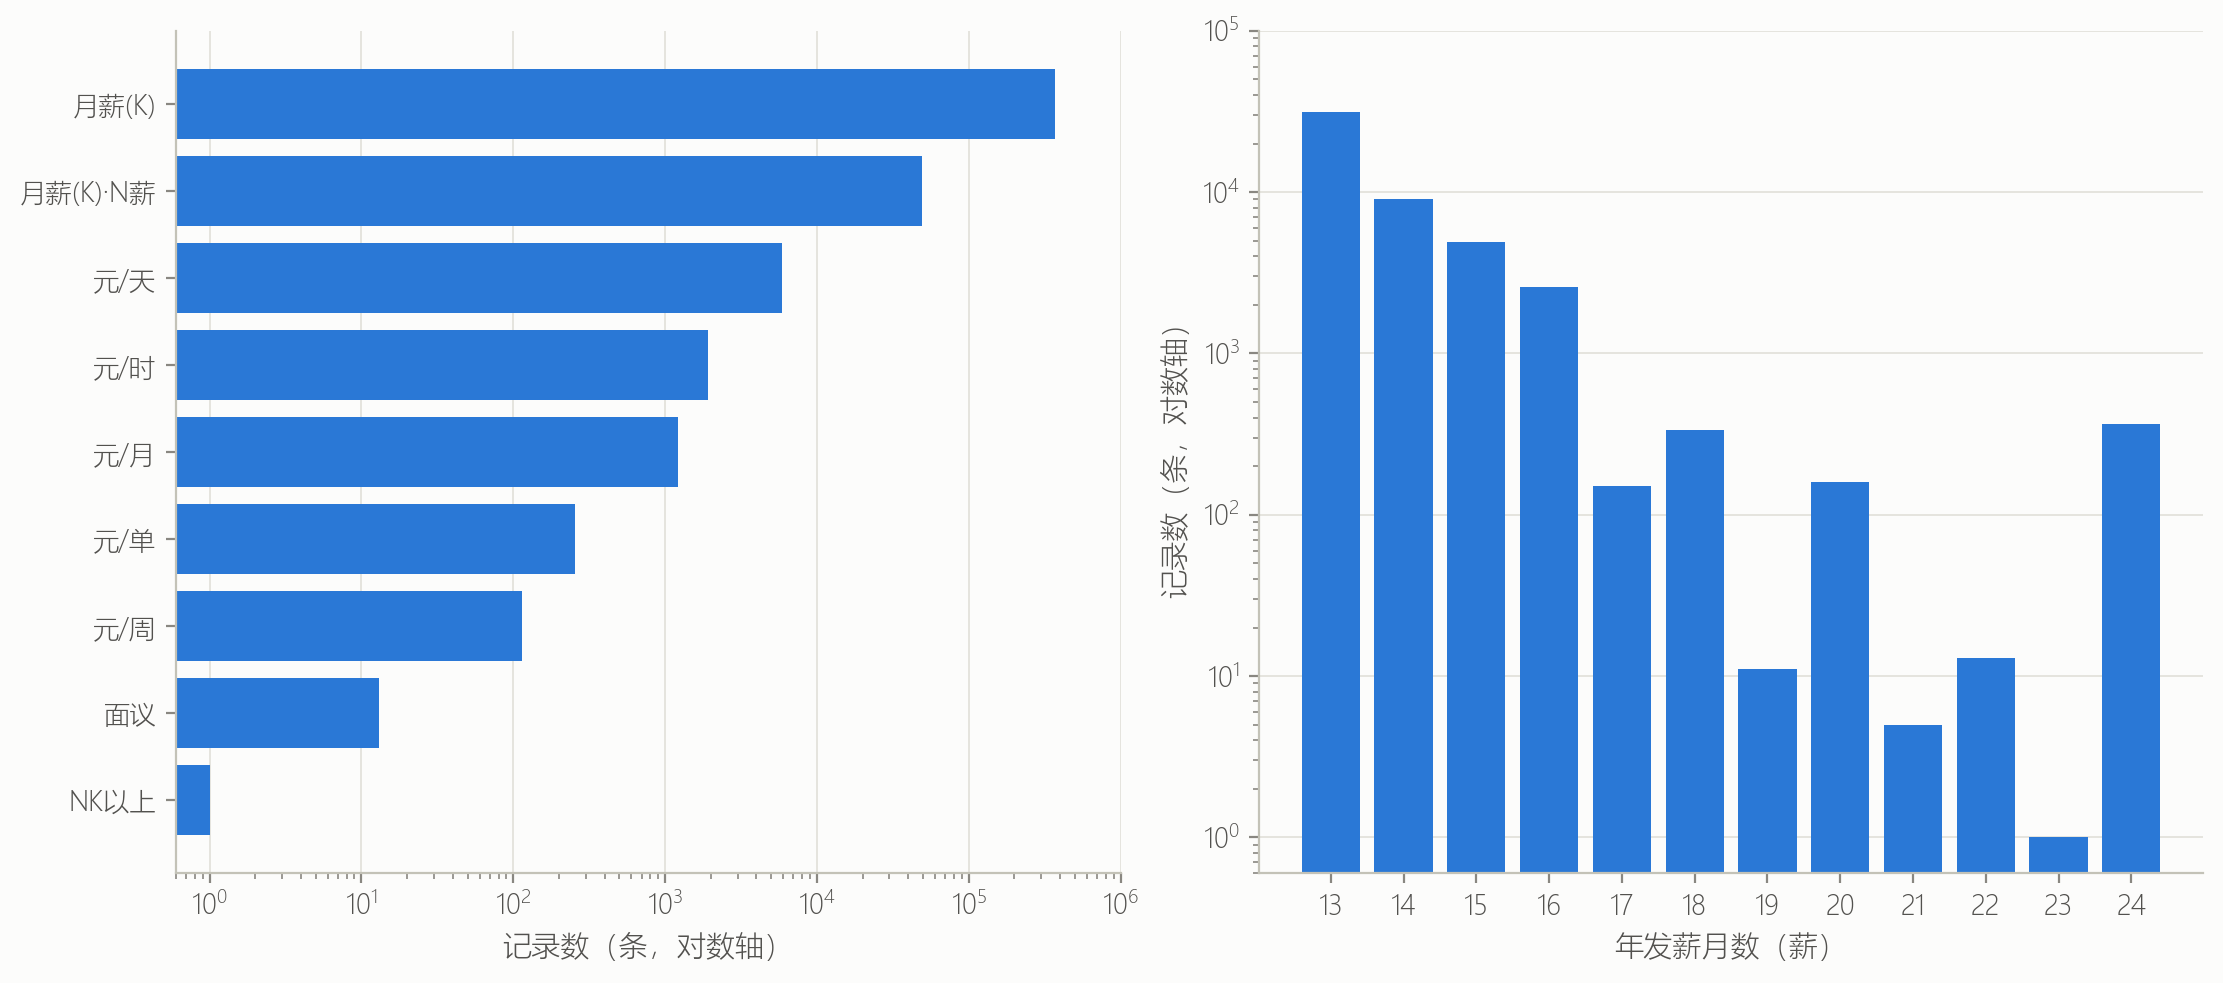 月薪(K)
月薪(K)·N薪
元/天
元/时
元/月
元/单
元/周
面议
NK以上
10⁰ 10¹ 10² 10³ 10⁴ 10⁵ 10⁶
记录数（条，对数轴）
10⁵
10⁴
10³
10²
10¹
10⁰
记录数（条，对数轴）
13 14 15 16 17 18 19 20 21 22 23 24
年发薪月数（薪）